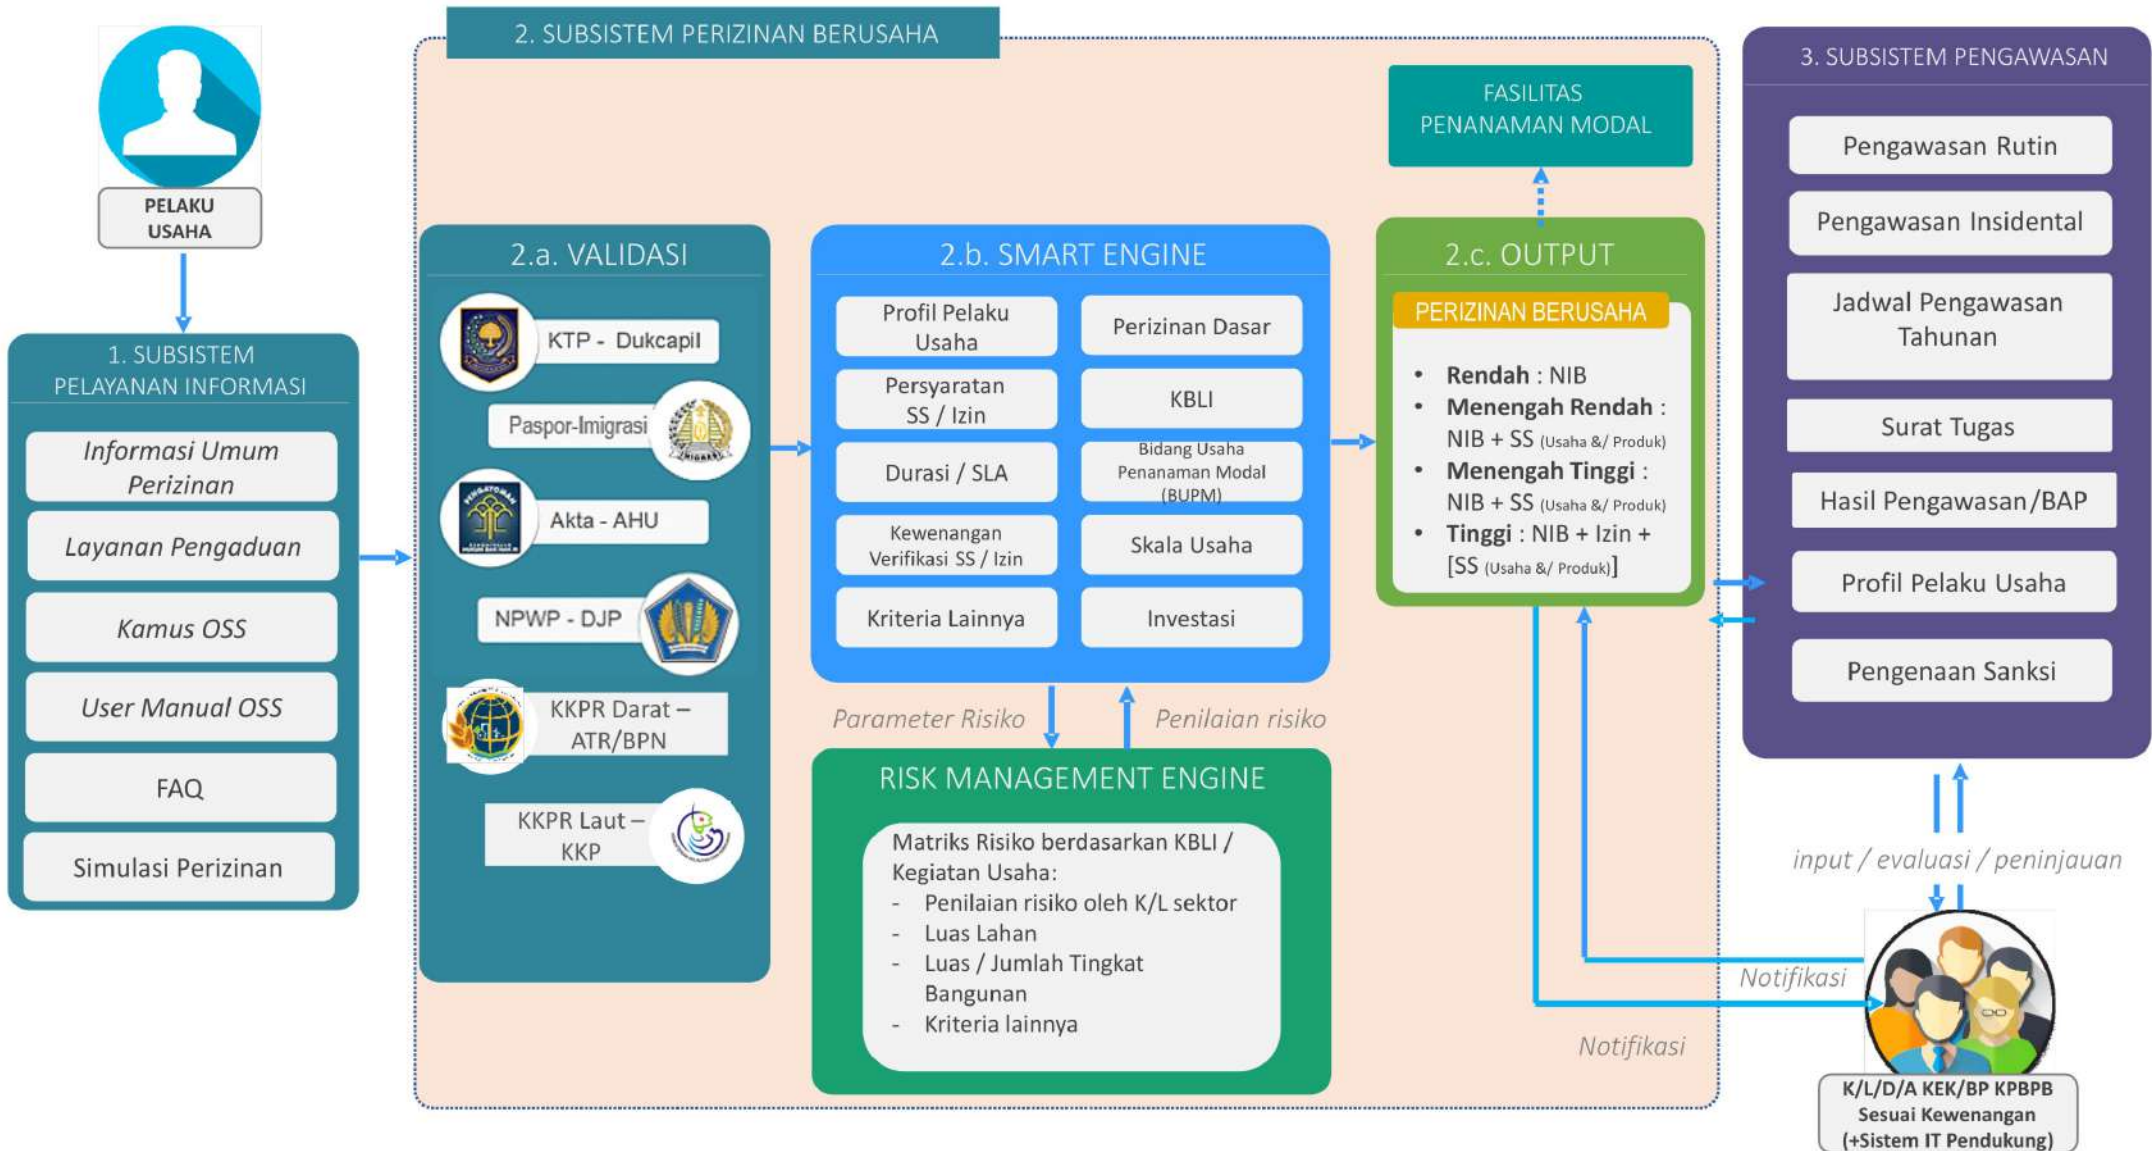 PELAKU
USAHA
1. SUBSISTEM
PELAYANAN INFORMASI
Informasi Umum
Perizinan
Layanan Pengaduan
Kamus OSS
User Manual OSS
FAQ
Simulasi Perizinan
2. SUBSISTEM PERIZINAN BERUSAHA
2.a. VALIDASI
KTP - Dukcapil
Paspor-Imigrasi
IMIGRASI
Akta - AHU
PENGAYOMAN
NPWP - DJP
KKPR Darat –
ATR/BPN
KKPR Laut –
KKP
2.b. SMART ENGINE
Profil Pelaku
Usaha
Perizinan Dasar
Persyaratan
SS / Izin
KBLI
Durasi / SLA
Bidang Usaha
Penanaman Modal
(BUPM)
Kewenangan
Verifikasi SS / Izin
Skala Usaha
Kriteria Lainnya
Investasi
Parameter Risiko
Penilaian risiko
RISK MANAGEMENT ENGINE
Matriks Risiko berdasarkan KBLI /
Kegiatan Usaha:
- Penilaian risiko oleh K/L sektor
- Luas Lahan
- Luas / Jumlah Tingkat
Bangunan
- Kriteria lainnya
FASILITAS
PENANAMAN MODAL
2.c. OUTPUT
PERIZINAN BERUSAHA
• Rendah : NIB
• Menengah Rendah :
NIB + SS (Usaha &/ Produk)
• Menengah Tinggi :
NIB + SS (Usaha &/ Produk)
• Tinggi : NIB + Izin +
[SS (Usaha &/ Produk)]
Notifikasi
Notifikasi
3. SUBSISTEM PENGAWASAN
Pengawasan Rutin
Pengawasan Insidental
Jadwal Pengawasan
Tahunan
Surat Tugas
Hasil Pengawasan/BAP
Profil Pelaku Usaha
Pengenaan Sanksi
input / evaluasi / peninjauan
K/L/D/A KEK/BP KPBPB
Sesuai Kewenangan
(+Sistem IT Pendukung)